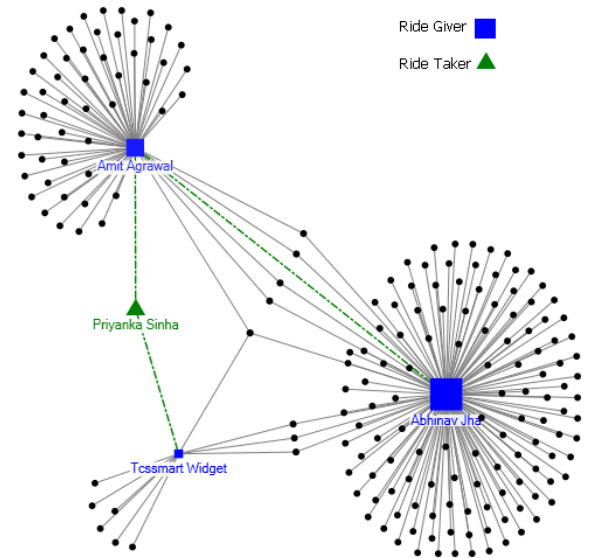 Ride Giver
Ride Taker
Amit Agrawal
Priyanka Sinha
Abhinav Jha
Tcssmart Widget